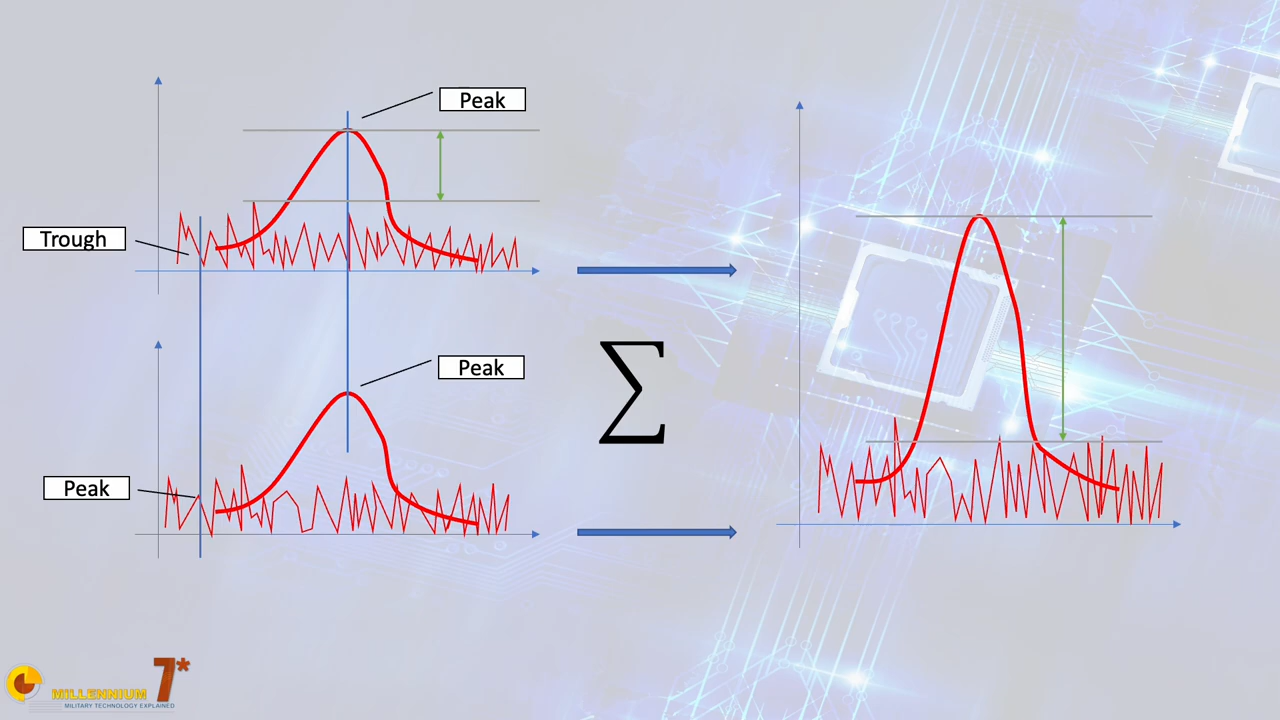 Peak
Trough
Peak
Peak
∑
MILLENNIUM 7*
MILITARY TECHNOLOGY EXPLAINED